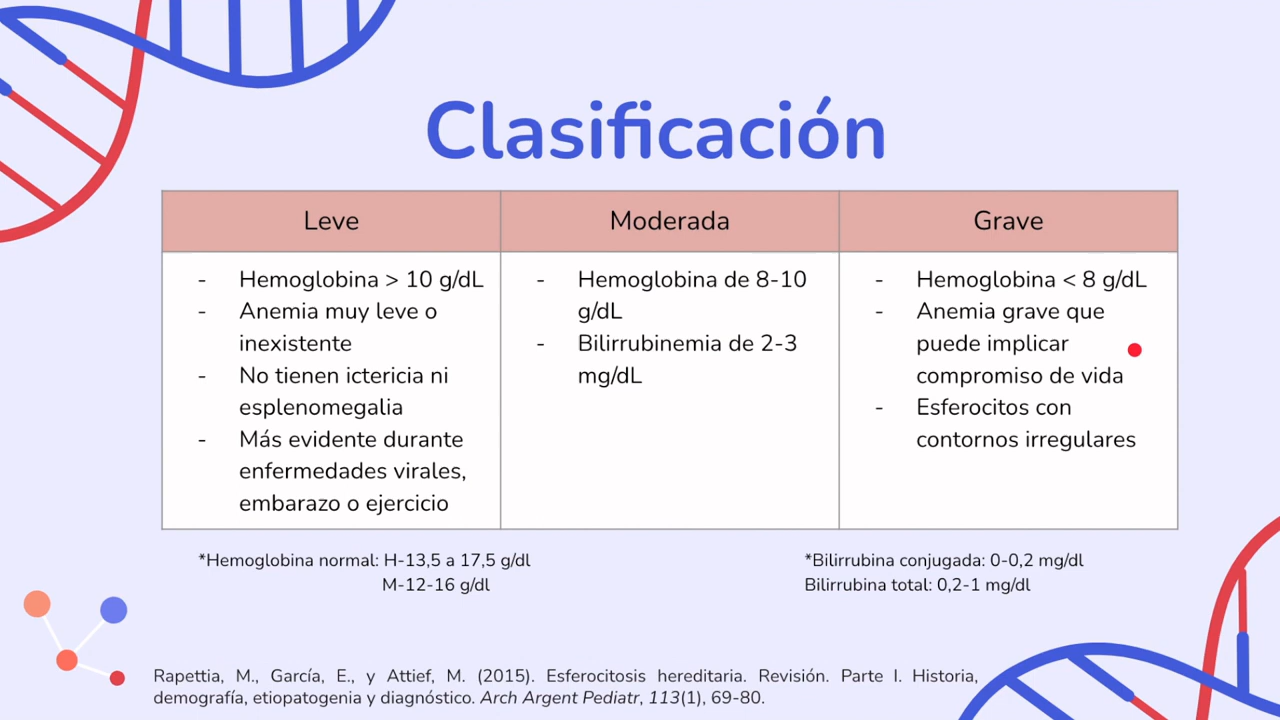 Clasificación
Leve
Moderada
Grave
- Hemoglobina > 10 g/dL
- Anemia muy leve o
inexistente
- No tienen ictericia ni
esplenomegalia
- Más evidente durante
enfermedades virales,
embarazo o ejercicio
- Hemoglobina de 8-10
g/dL
- Bilirrubinemia de 2-3
mg/dL
- Hemoglobina < 8 g/dL
- Anemia grave que
puede implicar
compromiso de vida
- Esferocitos con
contornos irregulares
*Hemoglobina normal: H-13,5 a 17,5 g/dl
M-12-16 g/dl
*Bilirrubina conjugada: 0-0,2 mg/dl
Bilirrubina total: 0,2-1 mg/dl
Rapettia, M., García, E., y Attief, M. (2015). Esferocitosis hereditaria. Revisión. Parte I. Historia,
demografía, etiopatogenia y diagnóstico. Arch Argent Pediatr, 113(1), 69-80.